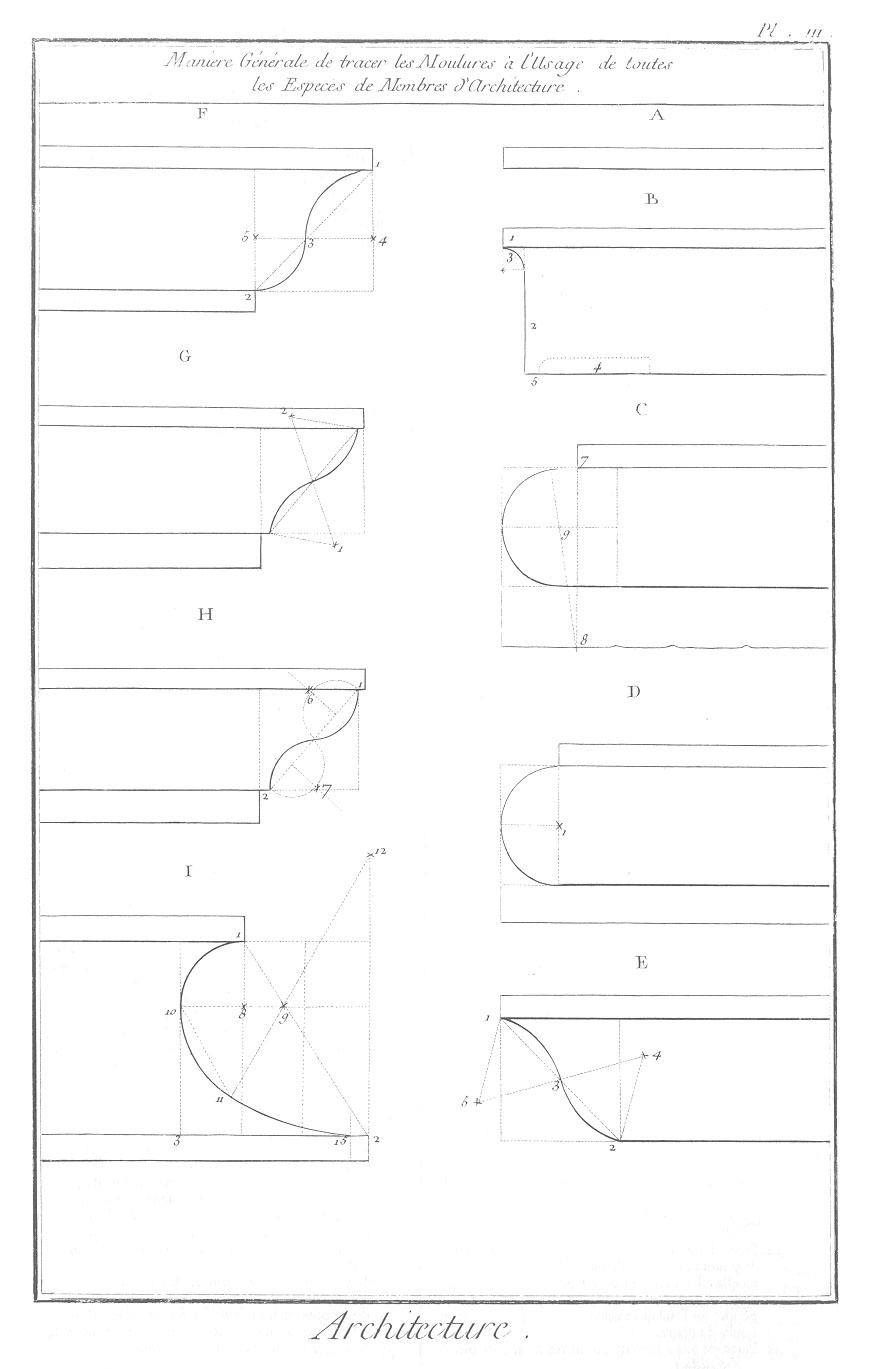 Pl. III.
Maniere Générale de tracer les Moulures à l'Usage de toutes
les Especes de Membres d'Architecture.
F
1
5
3
4
2
G
2
1
H
1
6
2
7
I
12
1
10
8
9
11
3
13
2
A
B
1
3
2
4
5
C
7
9
8
D
1
E
1
4
3
5
2
Architecture.